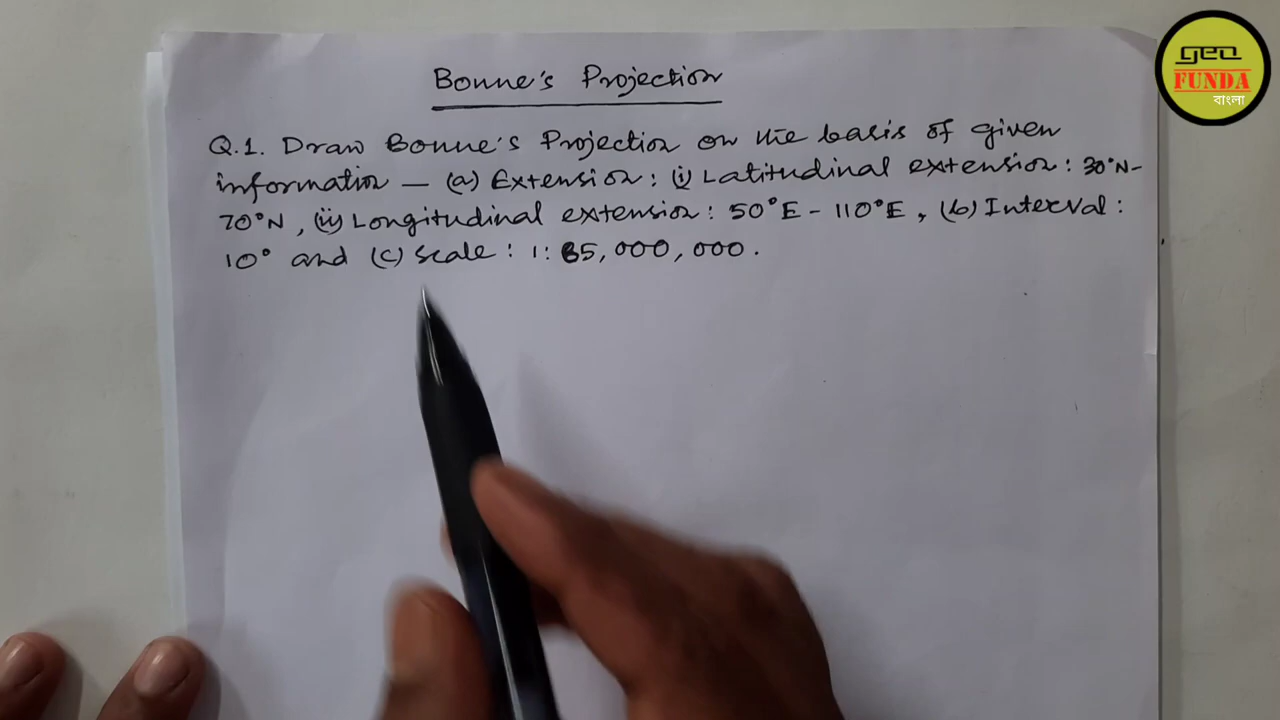 Bonne's Projection
Q.1. Draw Bonne's Projection on the basis of given
information — (a) Extension: (i) Latitudinal extension: 30°N-
70°N, (ii) Longitudinal extension: 50°E - 110°E, (b) Interval:
10° and (c) Scale: 1: 65,000,000.
geo
FUNDA
বাংলা